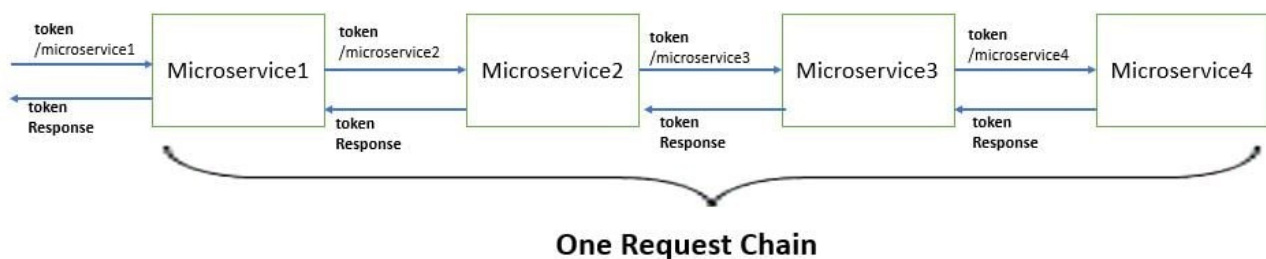 token
/microservice1
Microservice1
token
/microservice2
Microservice2
token
/microservice3
Microservice3
token
/microservice4
Microservice4
token
Response
token
Response
token
Response
token
Response
One Request Chain